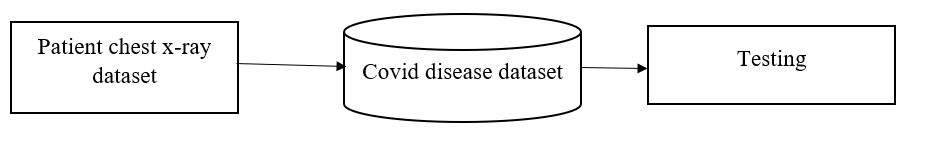 Patient chest x-ray
dataset
Covid disease dataset
Testing